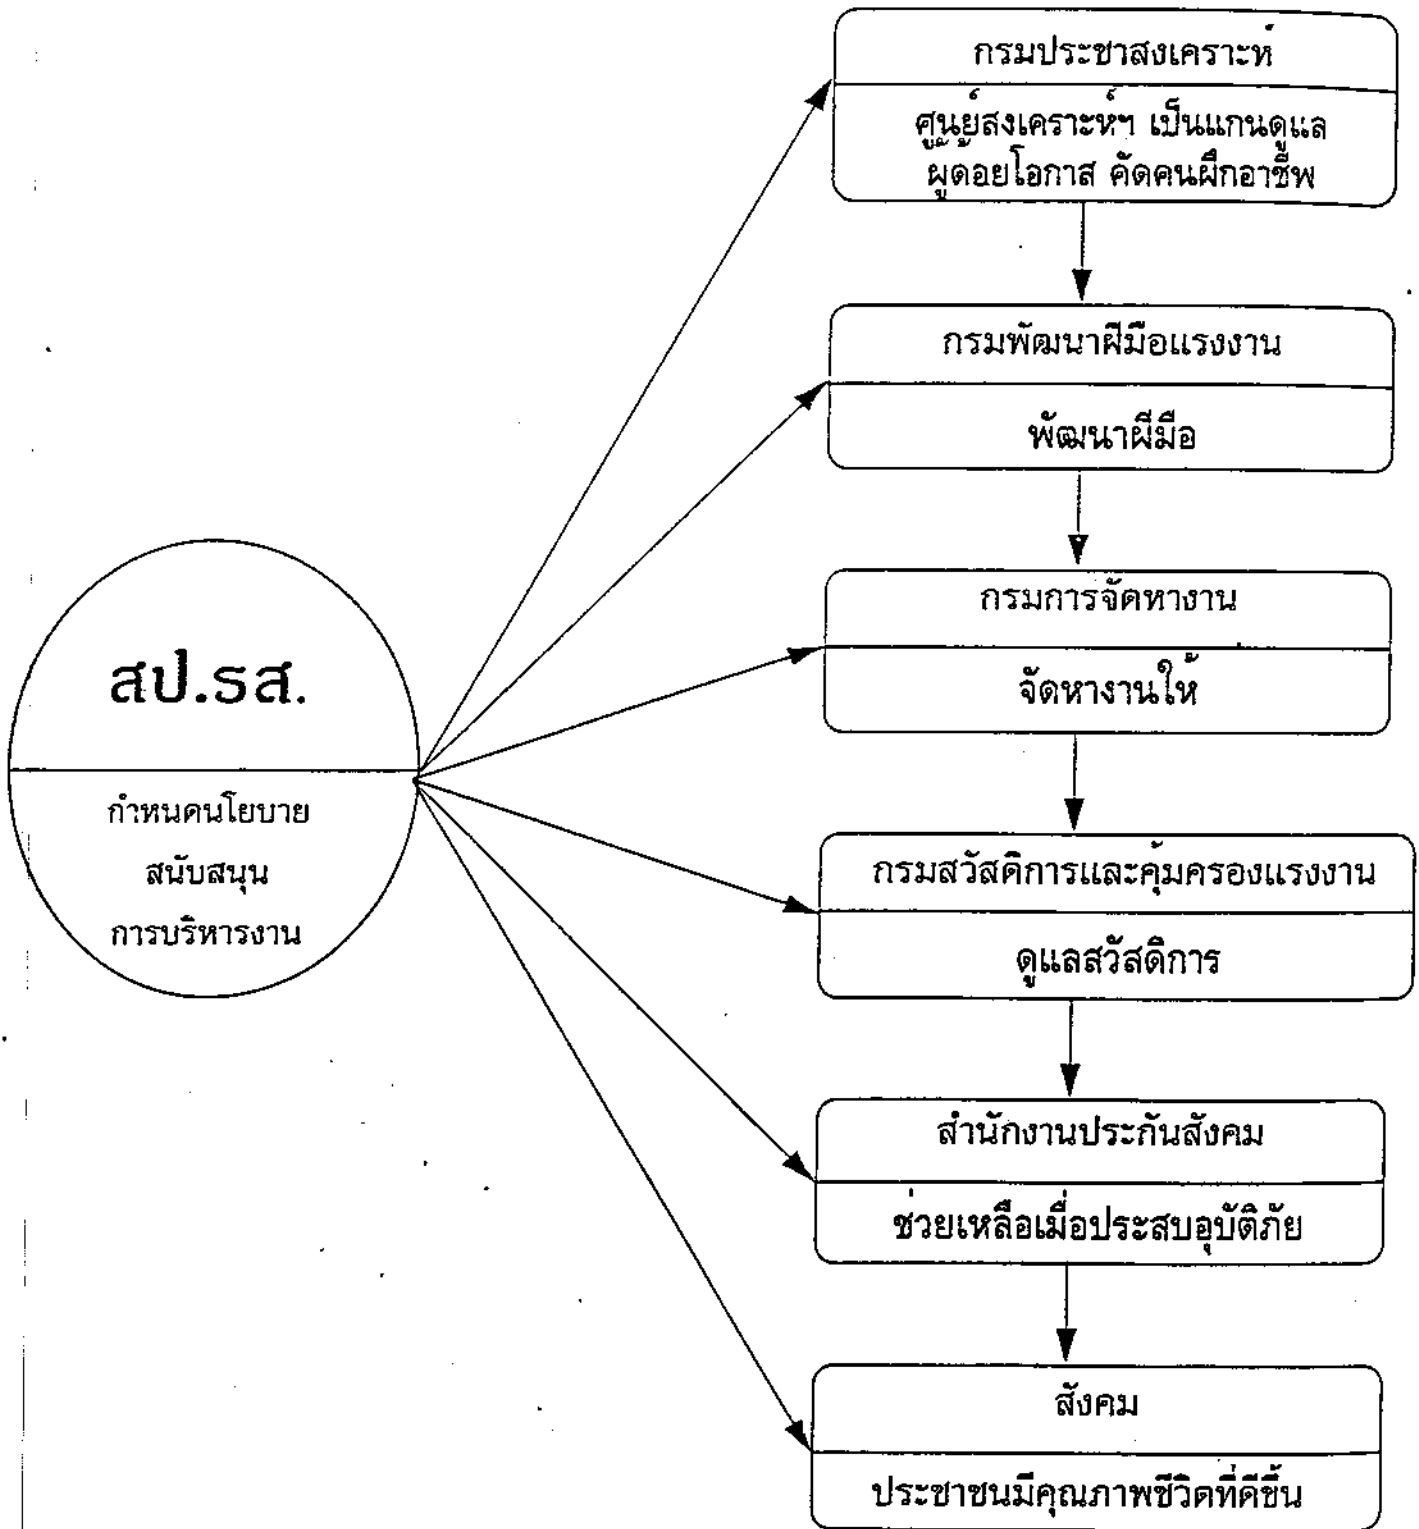 สป.รส.
กำหนดนโยบาย
สนับสนุน
การบริหารงาน
กรมประชาสงเคราะห์
ศูนย์สงเคราะห์ฯ เป็นแกนดูแล
ผู้ด้อยโอกาส คัดคนฝึกอาชีพ
กรมพัฒนาฝีมือแรงงาน
พัฒนาฝีมือ
กรมการจัดหางาน
จัดหางานให้
กรมสวัสดิการและคุ้มครองแรงงาน
ดูแลสวัสดิการ
สำนักงานประกันสังคม
ช่วยเหลือเมื่อประสบอุบัติภัย
สังคม
ประชาชนมีคุณภาพชีวิตที่ดีขึ้น